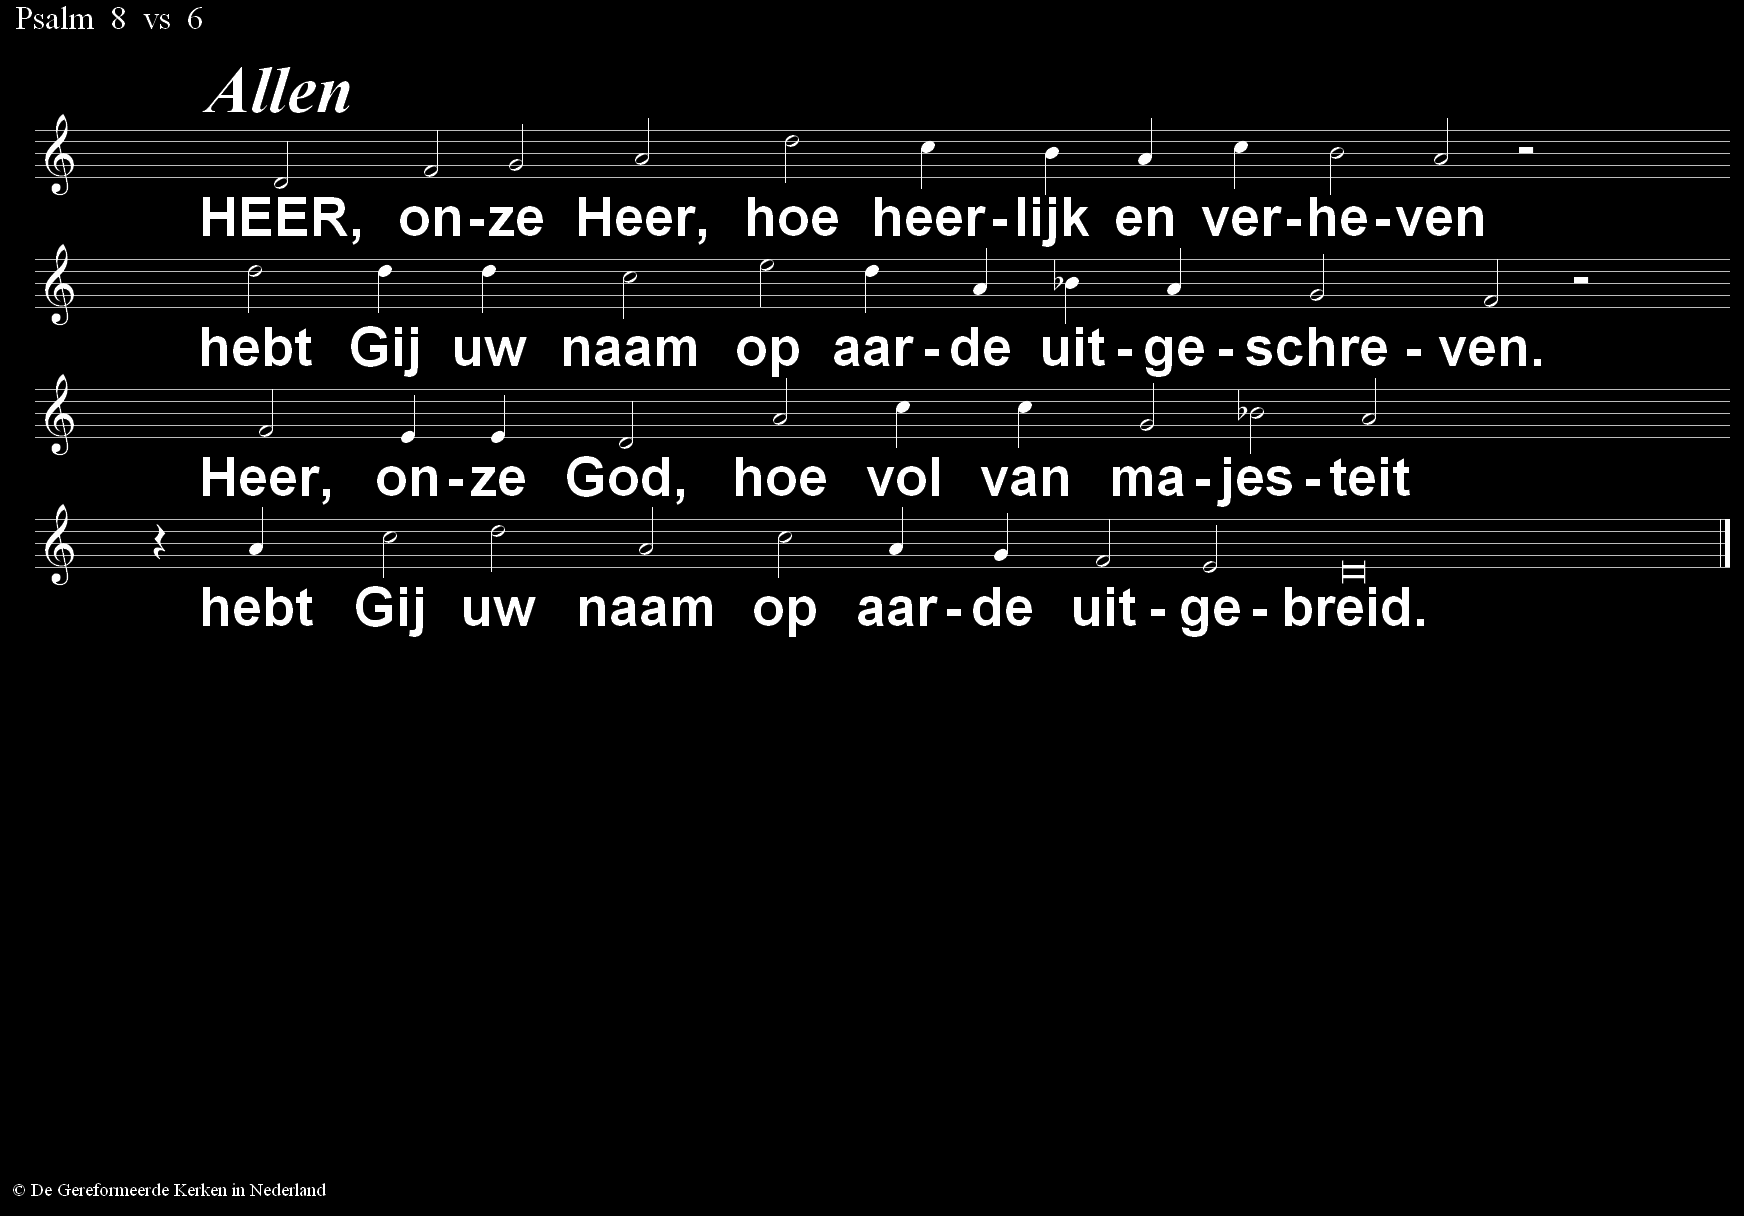 Psalm 8 vs 6
Allen
HEER, on-ze Heer, hoe heer-lijk en ver-he-ven
hebt Gij uw naam op aar-de uit-ge-schre-ven.
Heer, on-ze God, hoe vol van ma-jes-teit
hebt Gij uw naam op aar-de uit-ge-breid.
© De Gereformeerde Kerken in Nederland